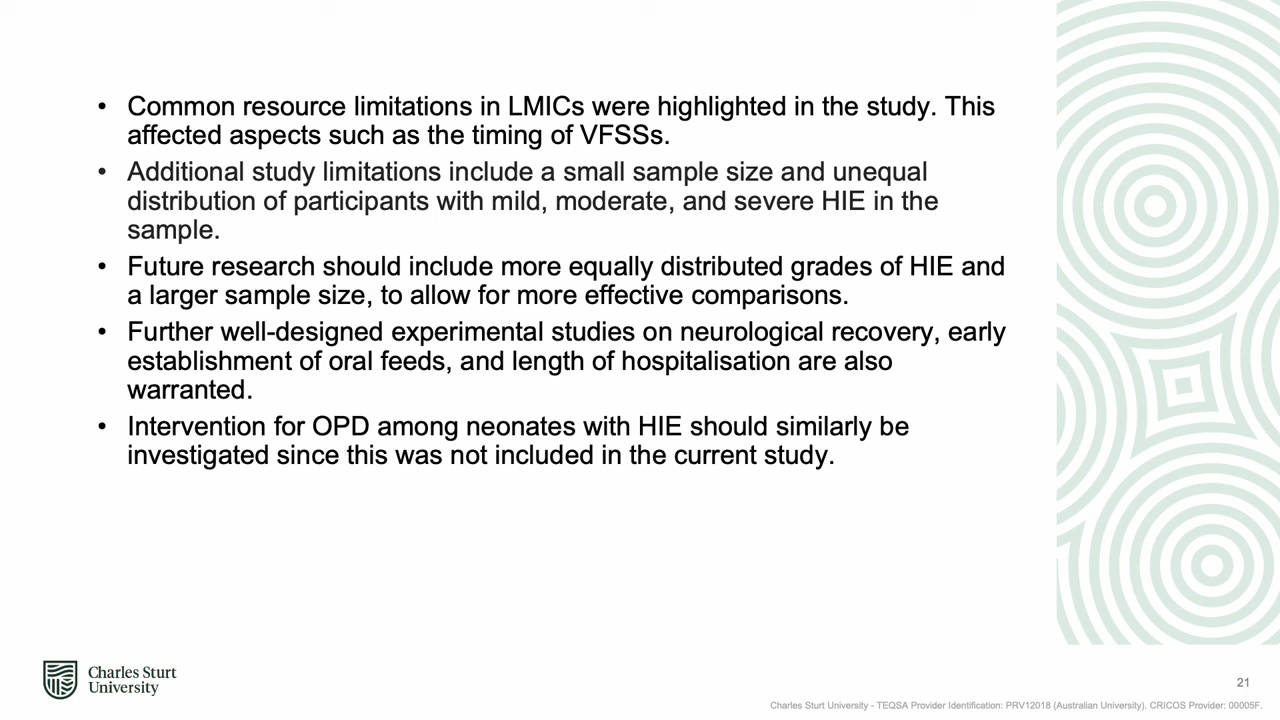 • Common resource limitations in LMICs were highlighted in the study. This
affected aspects such as the timing of VFSSs.
• Additional study limitations include a small sample size and unequal
distribution of participants with mild, moderate, and severe HIE in the
sample.
• Future research should include more equally distributed grades of HIE and
a larger sample size, to allow for more effective comparisons.
• Further well-designed experimental studies on neurological recovery, early
establishment of oral feeds, and length of hospitalisation are also
warranted.
• Intervention for OPD among neonates with HIE should similarly be
investigated since this was not included in the current study.
Charles Sturt
University
21
Charles Sturt University - TEQSA Provider Identification: PRV12018 (Australian University). CRICOS Provider: 00005F.